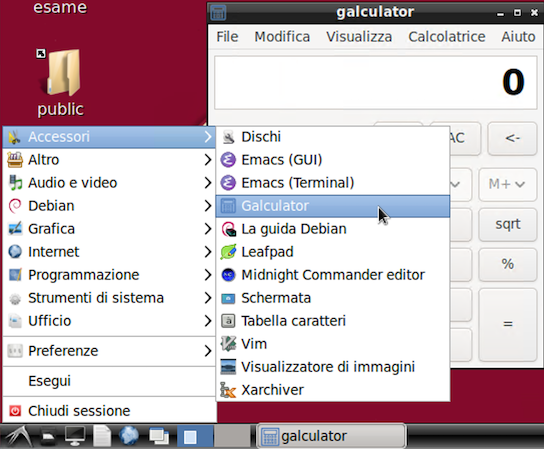 esame
public
galculator
File Modifica Visualizza Calcolatrice Aiuto
0
AC <-
M+
sqrt
%
=
Accessori
Altro
Audio e video
Debian
Grafica
Internet
Programmazione
Strumenti di sistema
Ufficio
Preferenze
Esegui
Chiudi sessione
Dischi
Emacs (GUI)
Emacs (Terminal)
Galculator
La guida Debian
Leafpad
Midnight Commander editor
Schermata
Tabella caratteri
Vim
Visualizzatore di immagini
Xarchiver
galculator